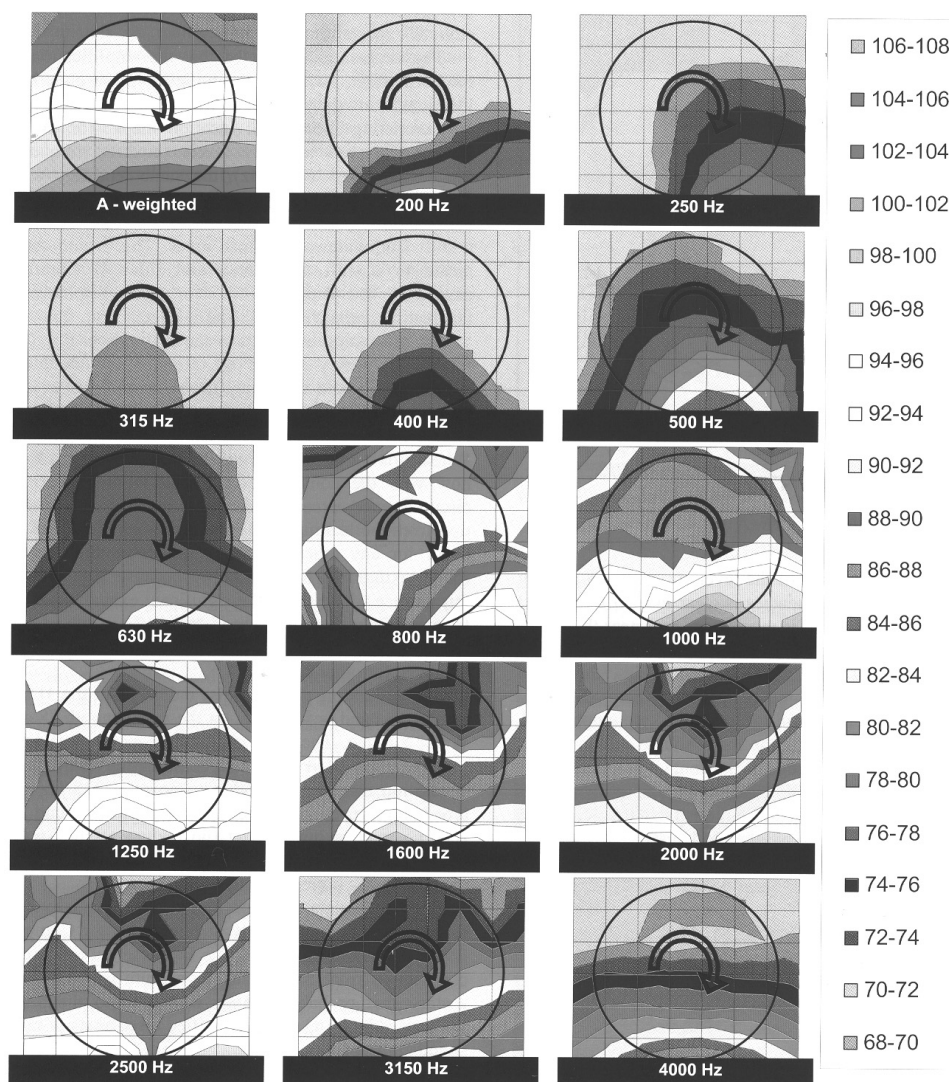 A - weighted
200 Hz
250 Hz
315 Hz
400 Hz
500 Hz
630 Hz
800 Hz
1000 Hz
1250 Hz
1600 Hz
2000 Hz
2500 Hz
3150 Hz
4000 Hz
106-108
104-106
102-104
100-102
98-100
96-98
94-96
92-94
90-92
88-90
86-88
84-86
82-84
80-82
78-80
76-78
74-76
72-74
70-72
68-70